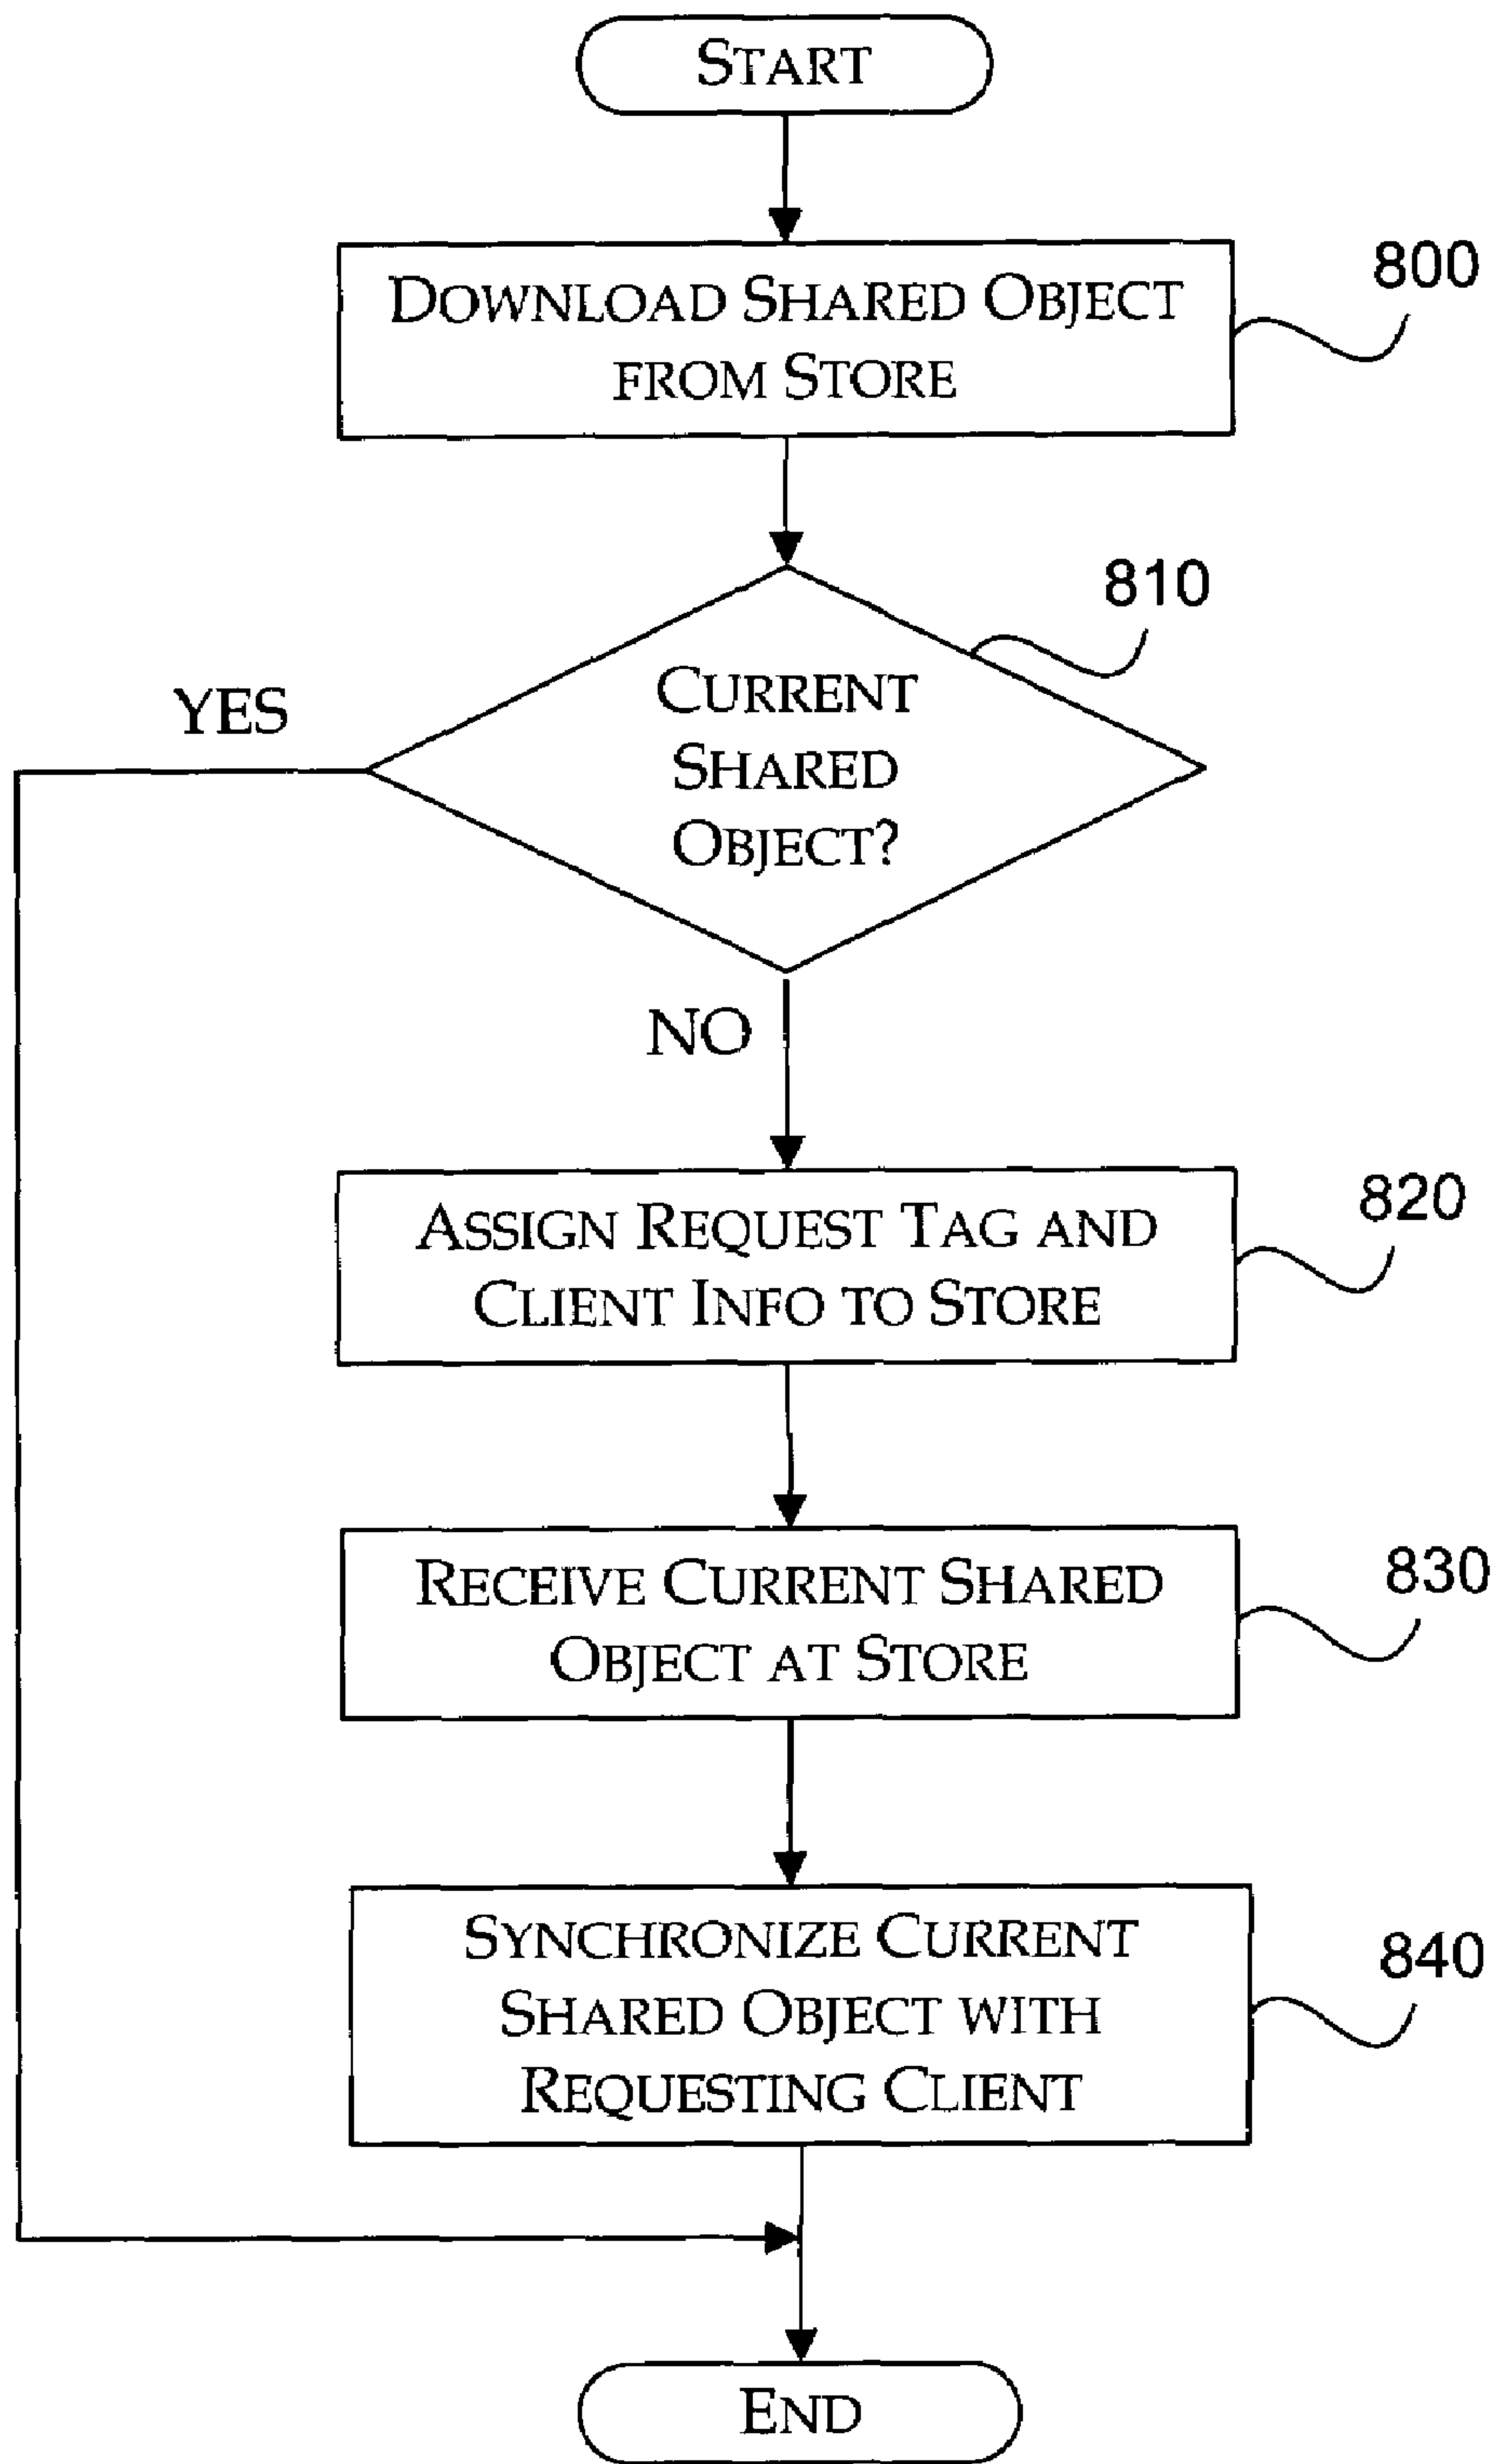 START
DOWNLOAD SHARED OBJECT
FROM STORE
800
810
CURRENT
SHARED
OBJECT?
YES
NO
ASSIGN REQUEST TAG AND
CLIENT INFO TO STORE
820
RECEIVE CURRENT SHARED
OBJECT AT STORE
830
SYNCHRONIZE CURRENT
SHARED OBJECT WITH
REQUESTING CLIENT
840
END